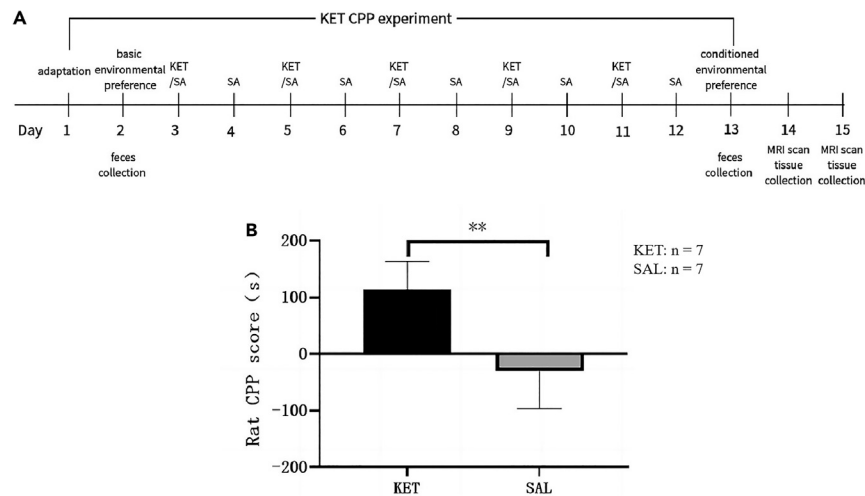 A
KET CPP experiment
adaptation
basic
environmental
preference
KET
/SA
SA
KET
/SA
SA
KET
/SA
SA
KET
/SA
SA
KET
/SA
SA
conditioned
environmental
preference
Day 1 2 3 4 5 6 7 8 9 10 11 12 13 14 15
feces
collection
feces
collection
MRI scan
tissue
collection
MRI scan
tissue
collection
B
**
KET: n = 7
SAL: n = 7
Rat CPP score (s)
200
100
0
-100
-200
KET
SAL